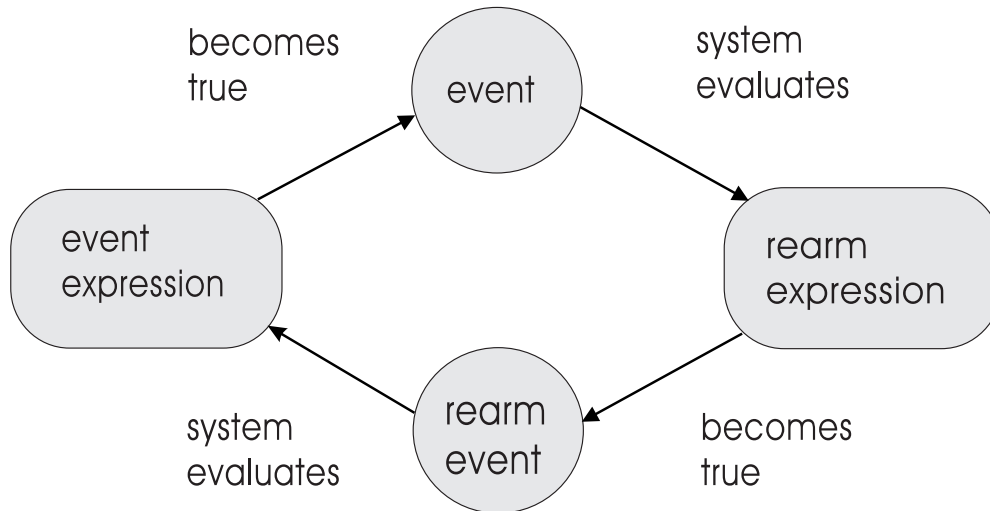 becomes
true
event
system
evaluates
event
expression
rearm
expression
system
evaluates
rearm
event
becomes
true